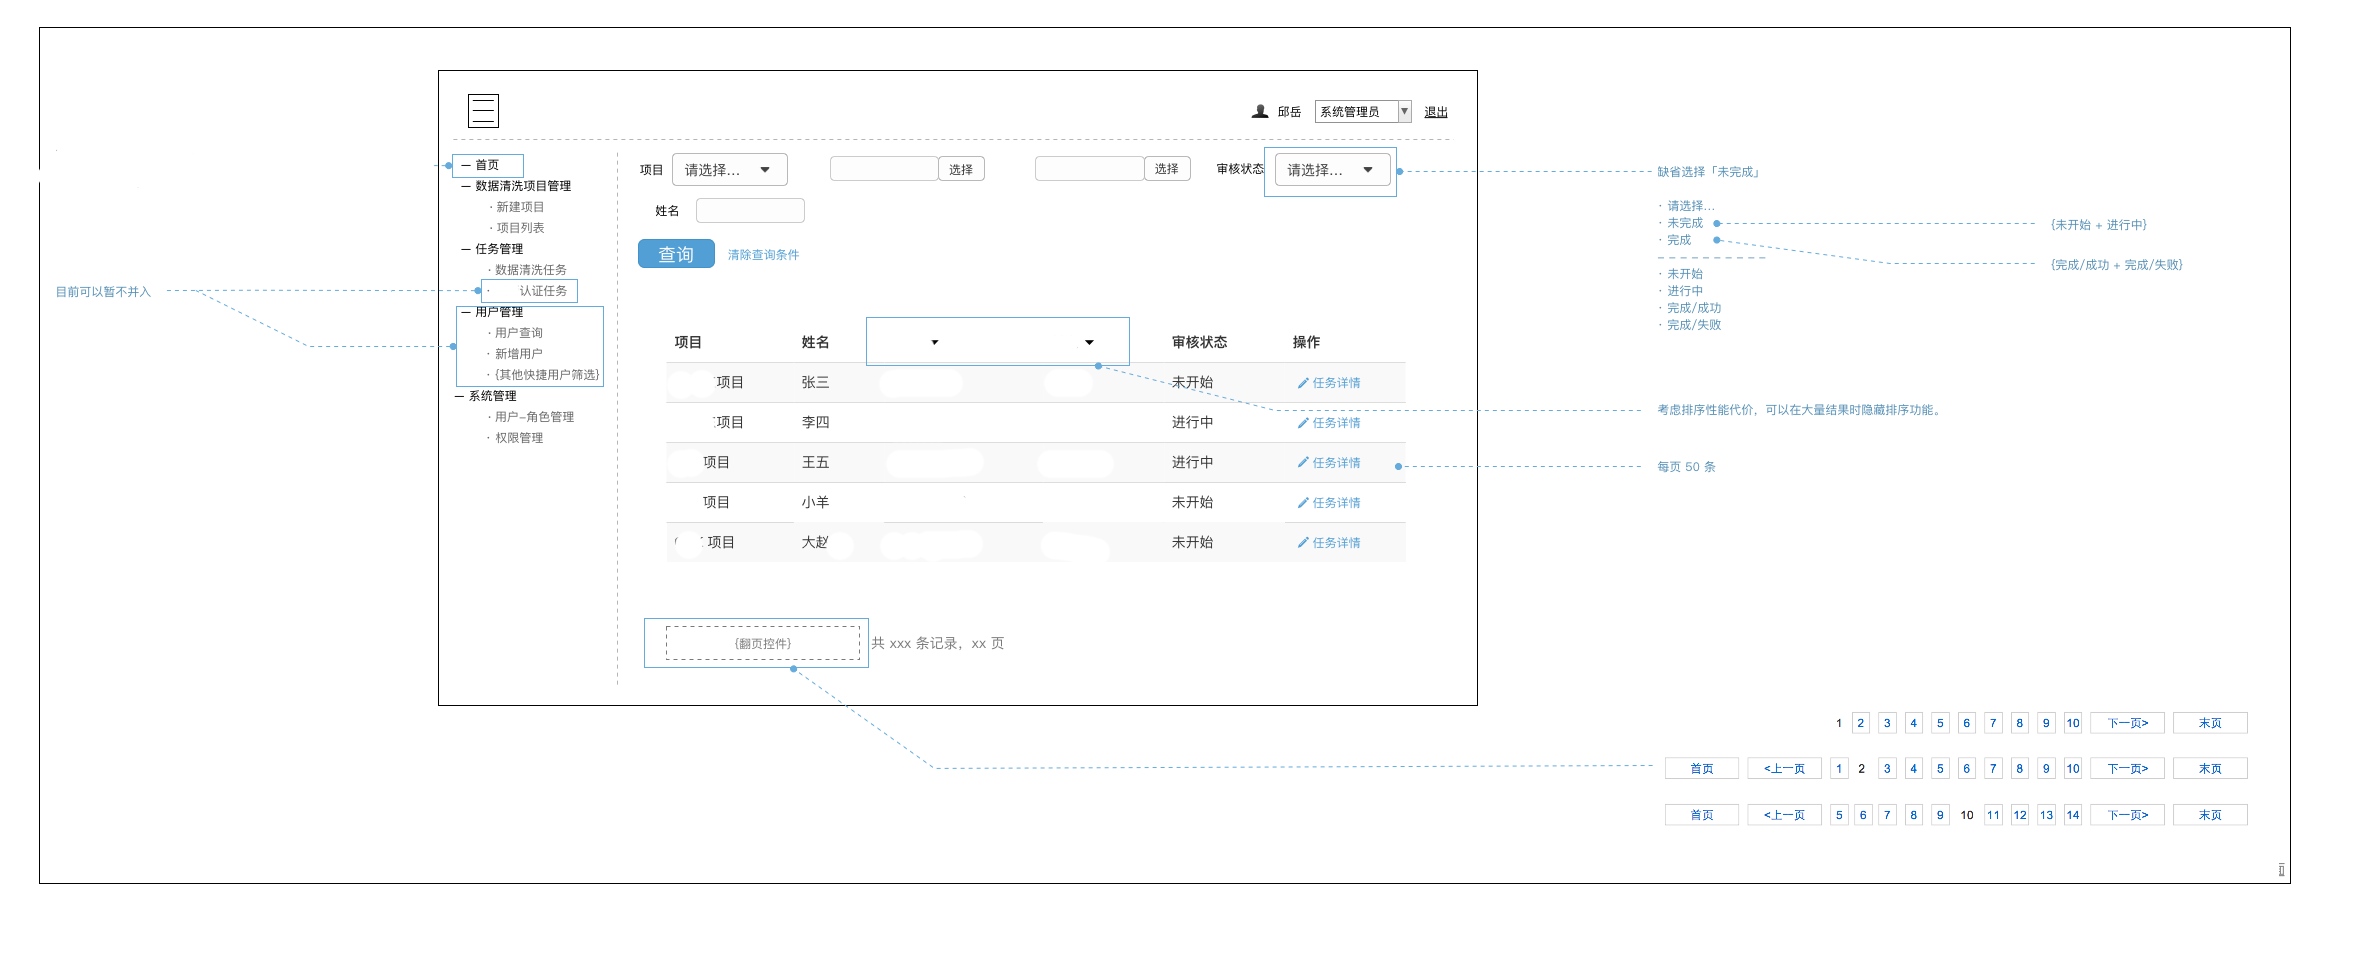 邱岳 系统管理员 退出
— 首页
— 数据清洗项目管理
· 新建项目
· 项目列表
— 任务管理
· 数据清洗任务
· 认证任务
— 用户管理
· 用户查询
· 新增用户
· {其他快捷用户筛选}
— 系统管理
· 用户-角色管理
· 权限管理
目前可以暂不并入
项目 请选择... 选择 选择 审核状态 请选择...
姓名
查询 清除查询条件
项目 姓名 审核状态 操作
项目 张三 未开始 任务详情
项目 李四 进行中 任务详情
项目 王五 进行中 任务详情
项目 小羊 未开始 任务详情
项目 大赵 未开始 任务详情
{翻页控件} 共 xxx 条记录，xx 页
缺省选择「未完成」
· 请选择...
· 未完成 {未开始 + 进行中}
· 完成 {完成/成功 + 完成/失败}
· 未开始
· 进行中
· 完成/成功
· 完成/失败
考虑排序性能代价，可以在大量结果时隐藏排序功能。
每页 50 条
1 2 3 4 5 6 7 8 9 10 下一页> 末页
首页 <上一页 1 2 3 4 5 6 7 8 9 10 下一页> 末页
首页 <上一页 5 6 7 8 9 10 11 12 13 14 下一页> 末页